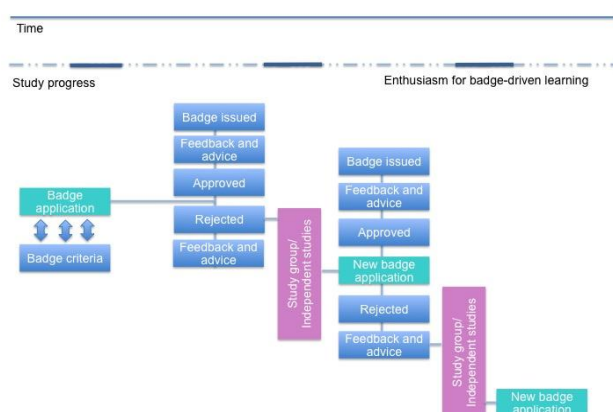 Time
Study progress
Enthusiasm for badge-driven learning
Badge issued
Feedback and
advice
Approved
Badge
application
Rejected
Feedback and
advice
Badge criteria
Study group/
Independent studies
Badge issued
Feedback and
advice
Approved
New badge
application
Rejected
Feedback and
advice
Study group/
Independent studies
New badge
application